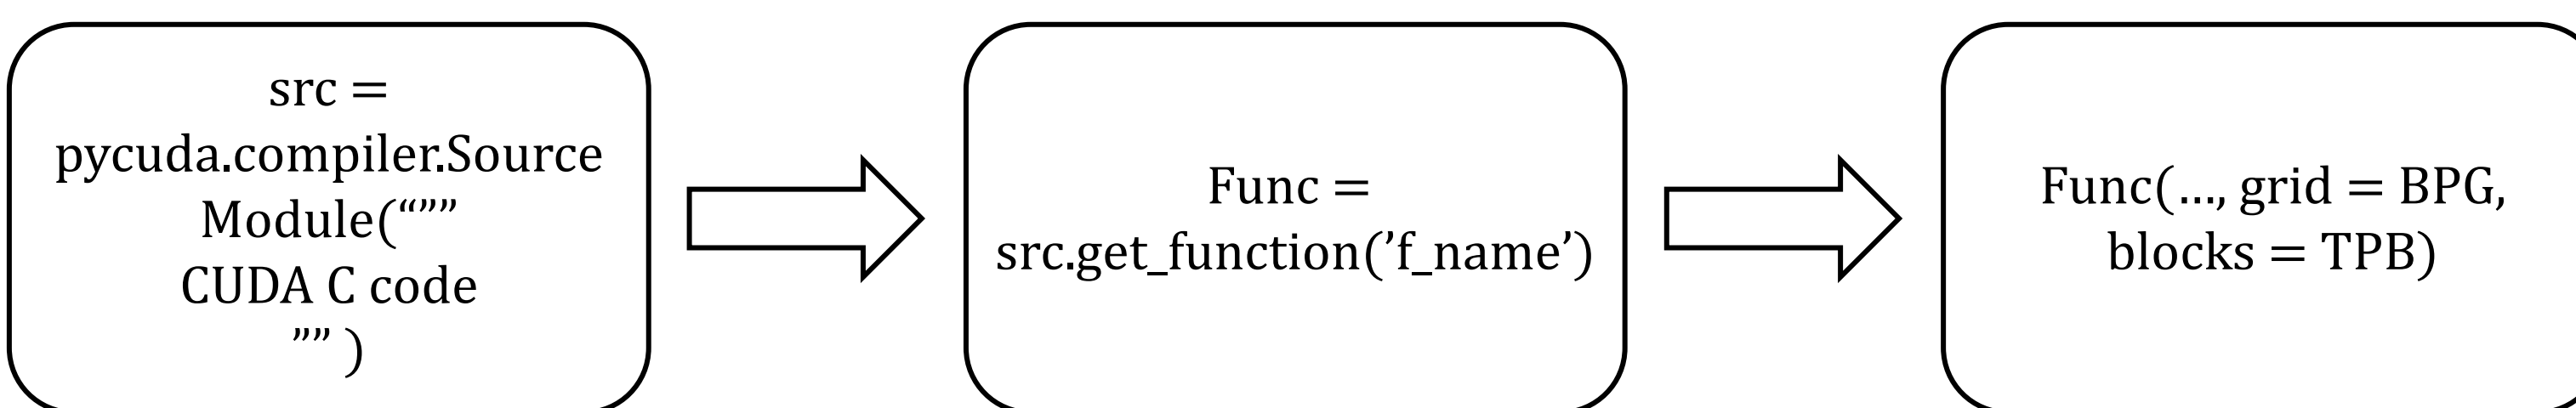 src =
pycuda.compiler.Source
Module(“””
CUDA C code
”” )
Func =
src.get_function(’f_name’)
Func(..., grid = BPG,
blocks = TPB)